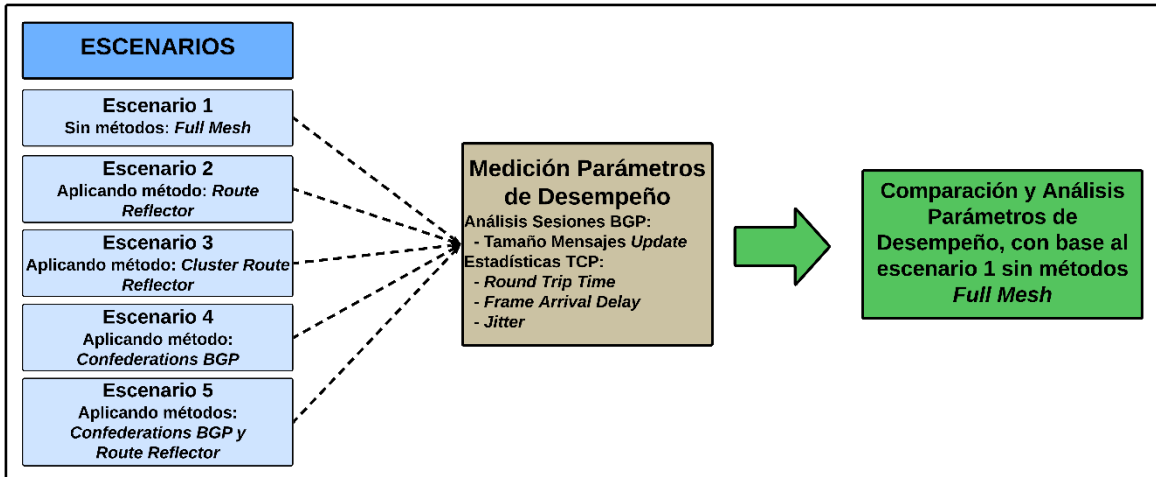 ESCENARIOS
Escenario 1
Sin métodos: Full Mesh
Escenario 2
Aplicando método: Route
Reflector
Escenario 3
Aplicando método: Cluster Route
Reflector
Escenario 4
Aplicando método:
Confederations BGP
Escenario 5
Aplicando métodos:
Confederations BGP y
Route Reflector
Medición Parámetros
de Desempeño
Análisis Sesiones BGP:
- Tamaño Mensajes Update
Estadísticas TCP:
- Round Trip Time
- Frame Arrival Delay
- Jitter
Comparación y Análisis
Parámetros de
Desempeño, con base al
escenario 1 sin métodos
Full Mesh